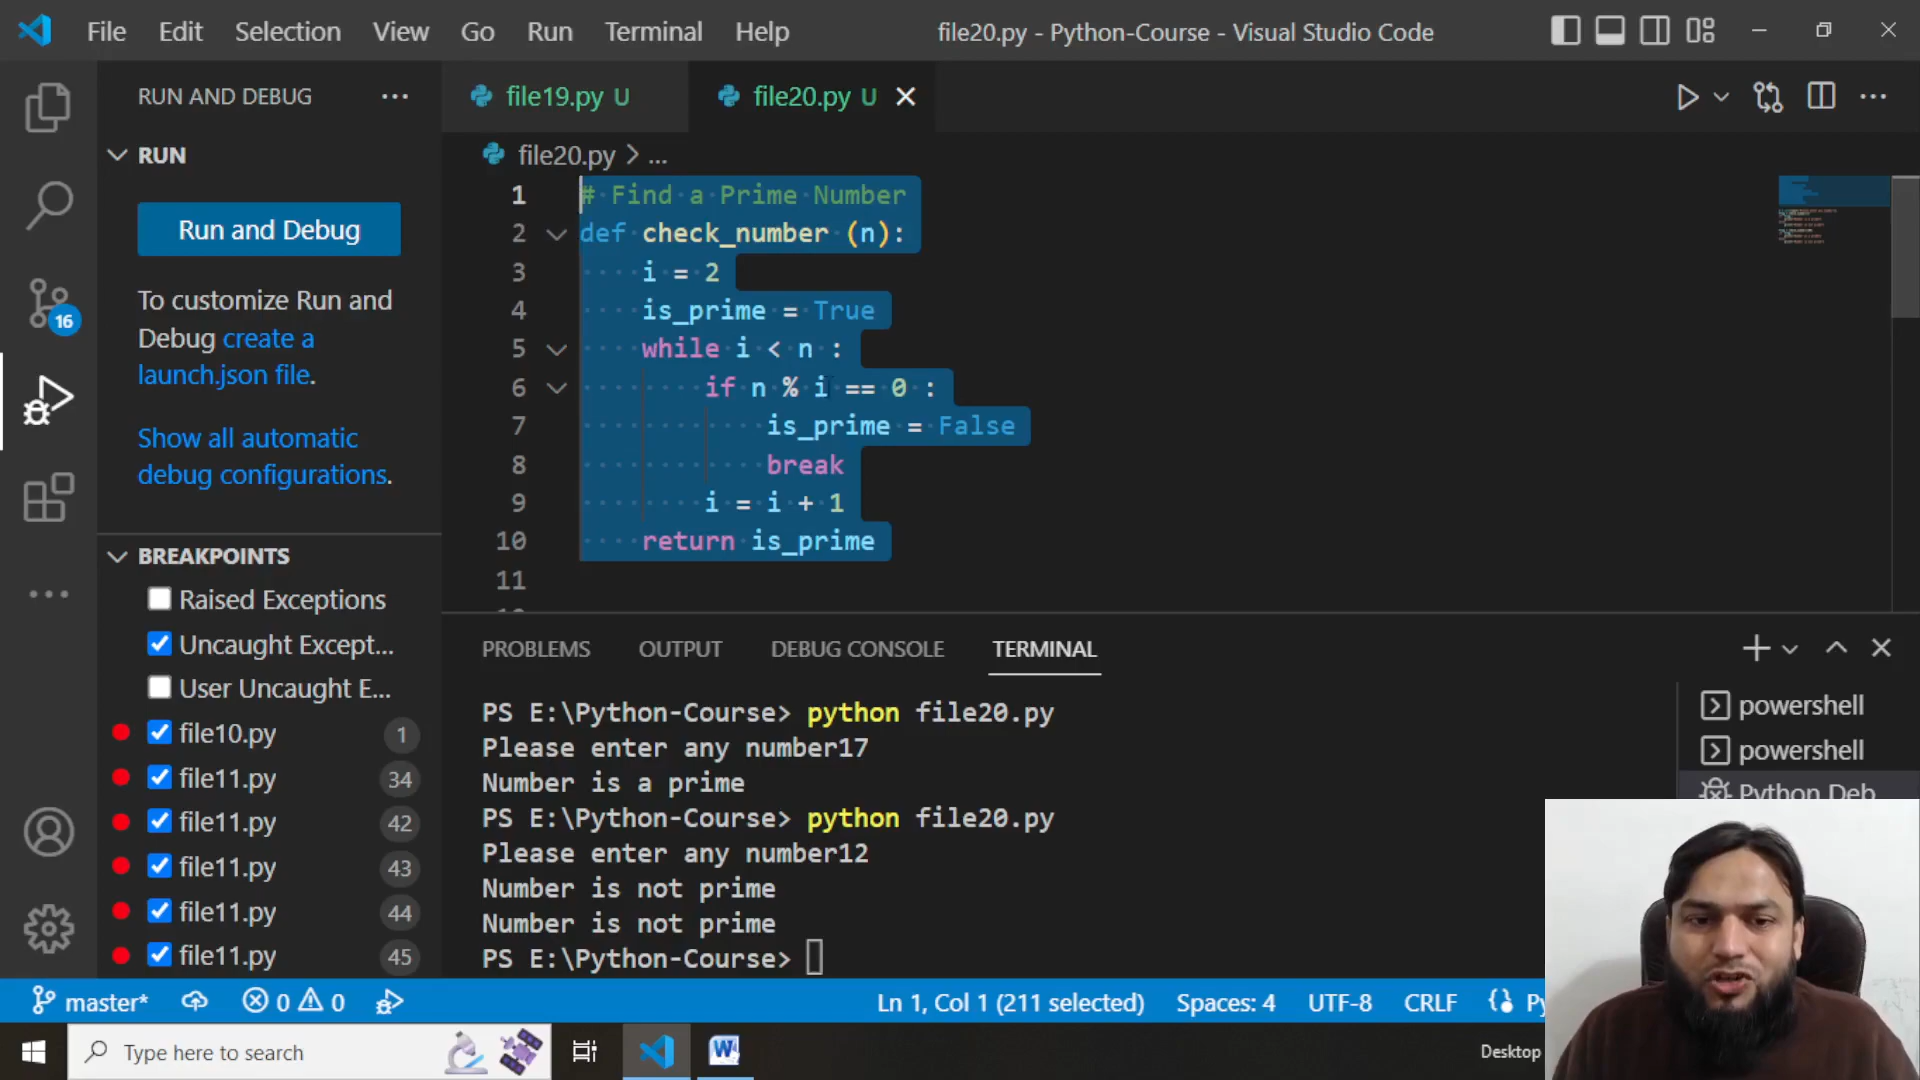 File Edit Selection View Go Run Terminal Help
file20.py - Python-Course - Visual Studio Code
RUN AND DEBUG ...
RUN
Run and Debug
To customize Run and
Debug create a
launch.json file.
Show all automatic
debug configurations.
BREAKPOINTS
Raised Exceptions
Uncaught Except...
User Uncaught E...
file10.py 1
file11.py 34
file11.py 42
file11.py 43
file11.py 44
file11.py 45
16
file19.py U
file20.py U
file20.py > ...
1 # Find a Prime Number
2 def check_number (n):
3 i = 2
4 is_prime = True
5 while i < n :
6 if n % i == 0 :
7 is_prime = False
8 break
9 i = i + 1
10 return is_prime
11
PROBLEMS OUTPUT DEBUG CONSOLE TERMINAL
PS E:\Python-Course> python file20.py
Please enter any number17
Number is a prime
PS E:\Python-Course> python file20.py
Please enter any number12
Number is not prime
Number is not prime
PS E:\Python-Course>
powershell
powershell
Python Deb
master* 0 0 Ln 1, Col 1 (211 selected) Spaces: 4 UTF-8 CRLF Py
Type here to search
Desktop